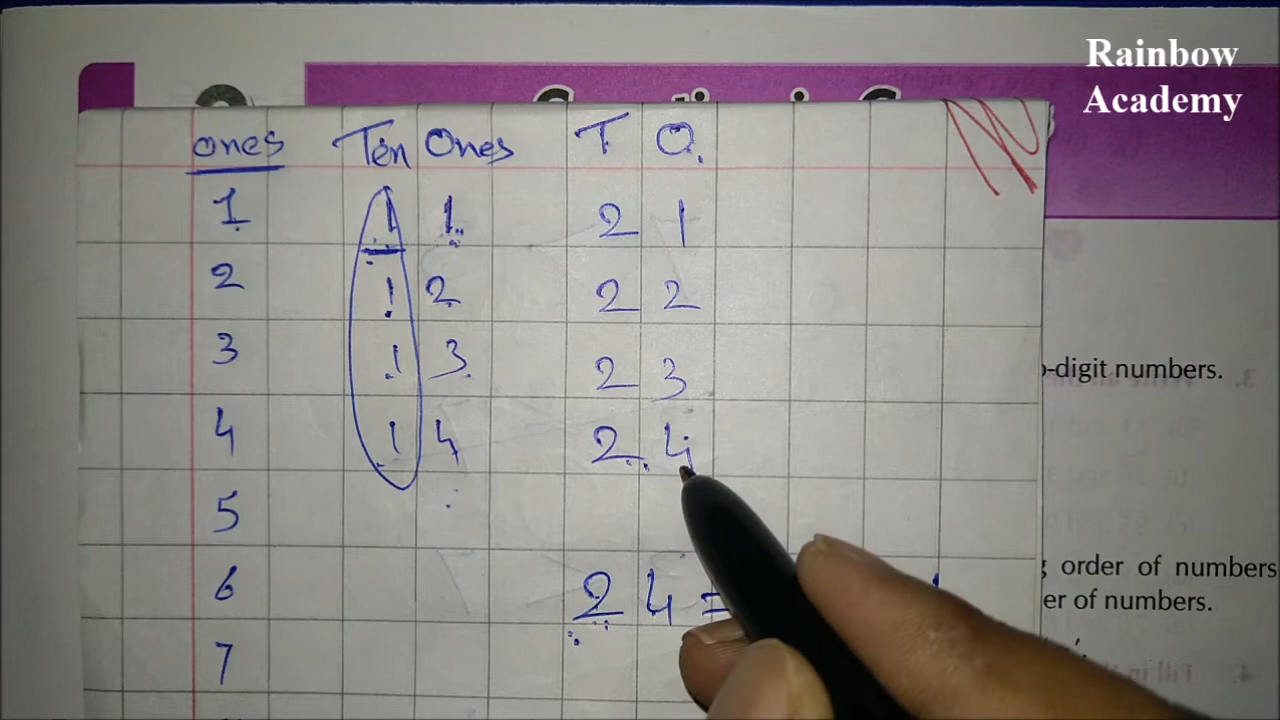 Rainbow
Academy
ones Ten Ones T O.
1 1 1 2 1
2 1 2 2 2
3 1 3 2 3
4 1 4 2 4
5
-digit numbers.
6 2 4 =
order of numbers
er of numbers.
7